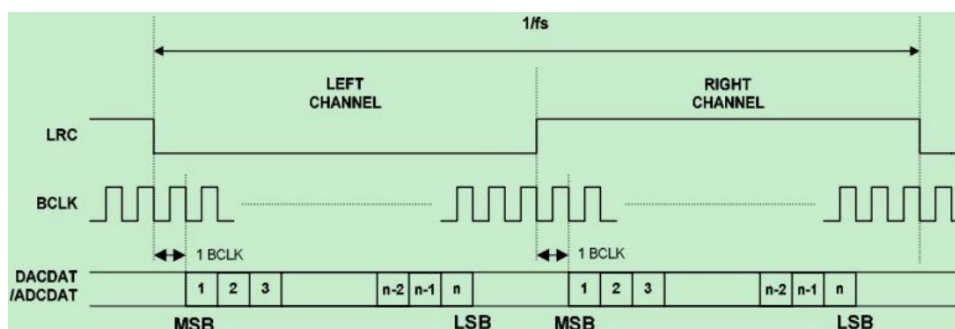 1/fs
LEFT
CHANNEL
RIGHT
CHANNEL
LRC
BCLK
1 BCLK
1 BCLK
DACDAT
/ADCDAT
1 2 3 n-2 n-1 n 1 2 3 n-2 n-1 n
MSB LSB MSB LSB